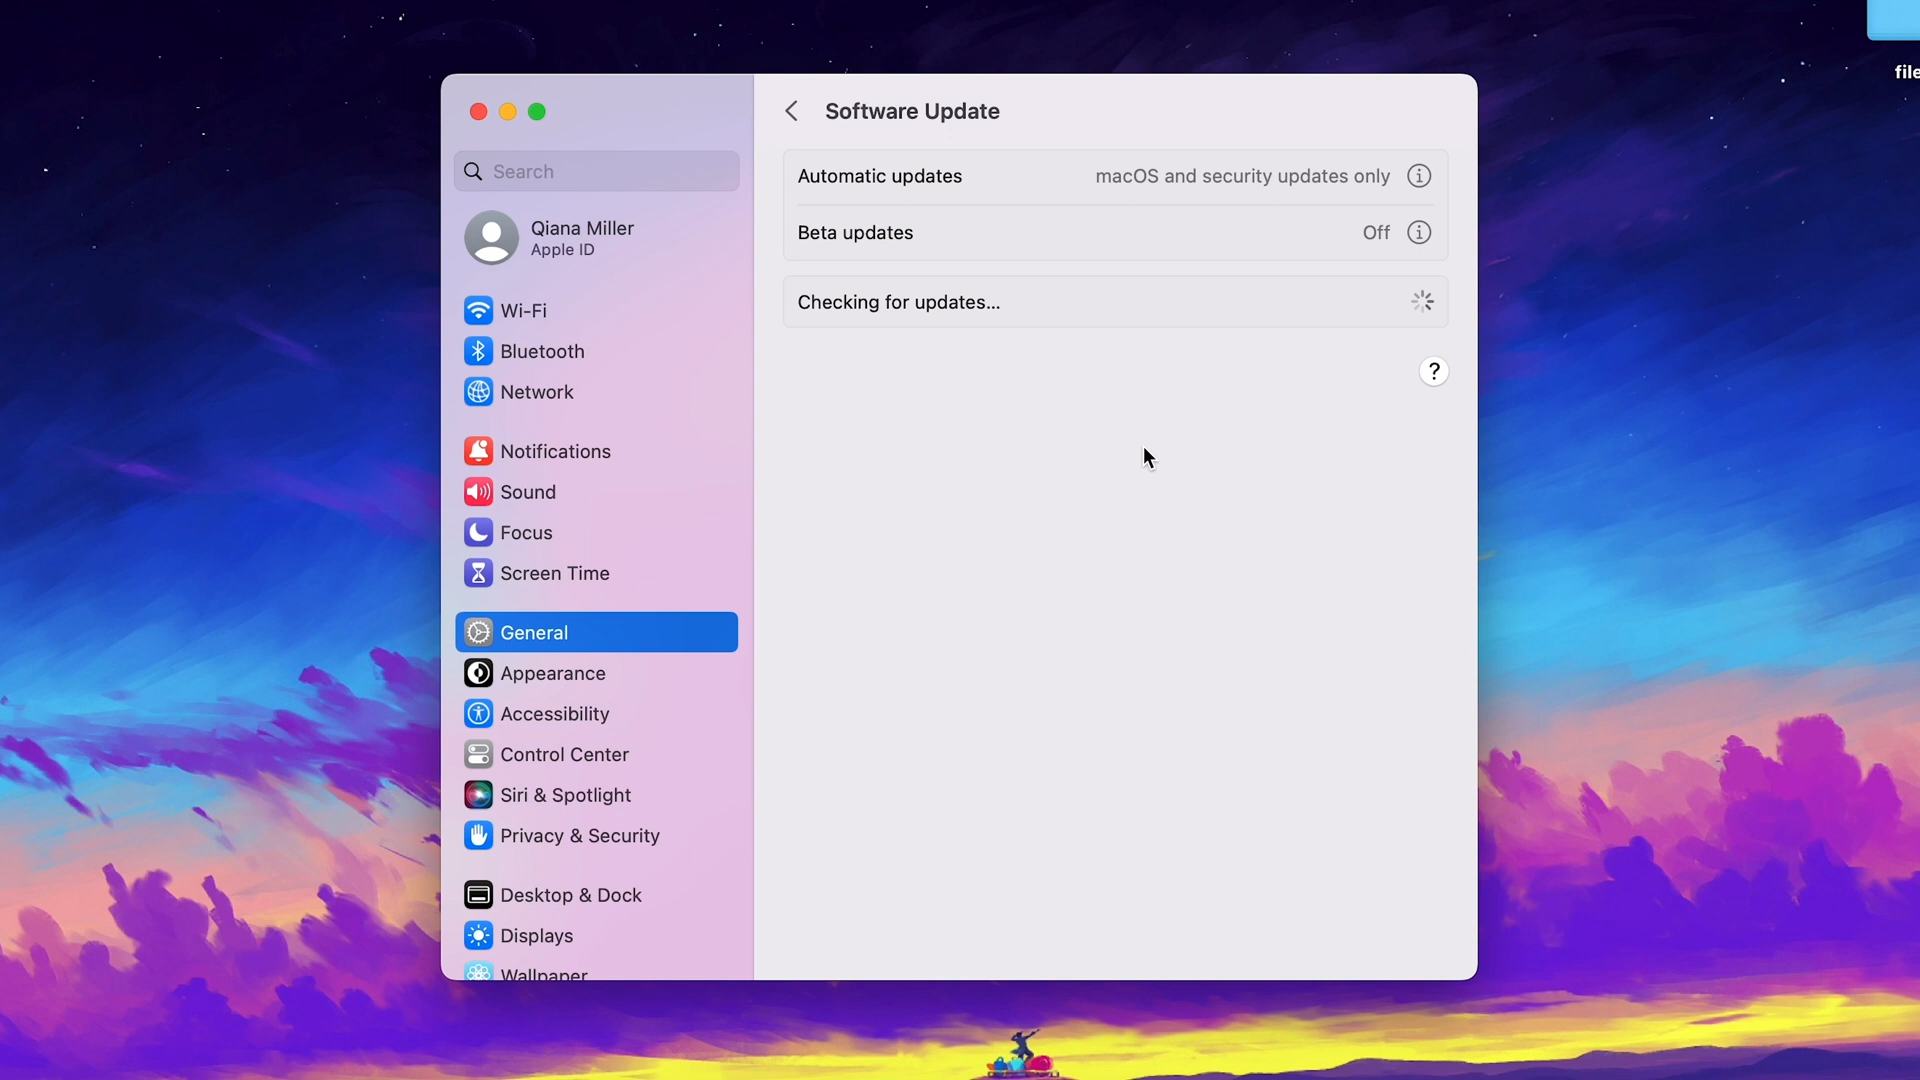 file
Software Update
Search
Automatic updates
macOS and security updates only
Qiana Miller
Apple ID
Beta updates
Off
Checking for updates...
?
Wi-Fi
Bluetooth
Network
Notifications
Sound
Focus
Screen Time
General
Appearance
Accessibility
Control Center
Siri & Spotlight
Privacy & Security
Desktop & Dock
Displays
Wallpaper